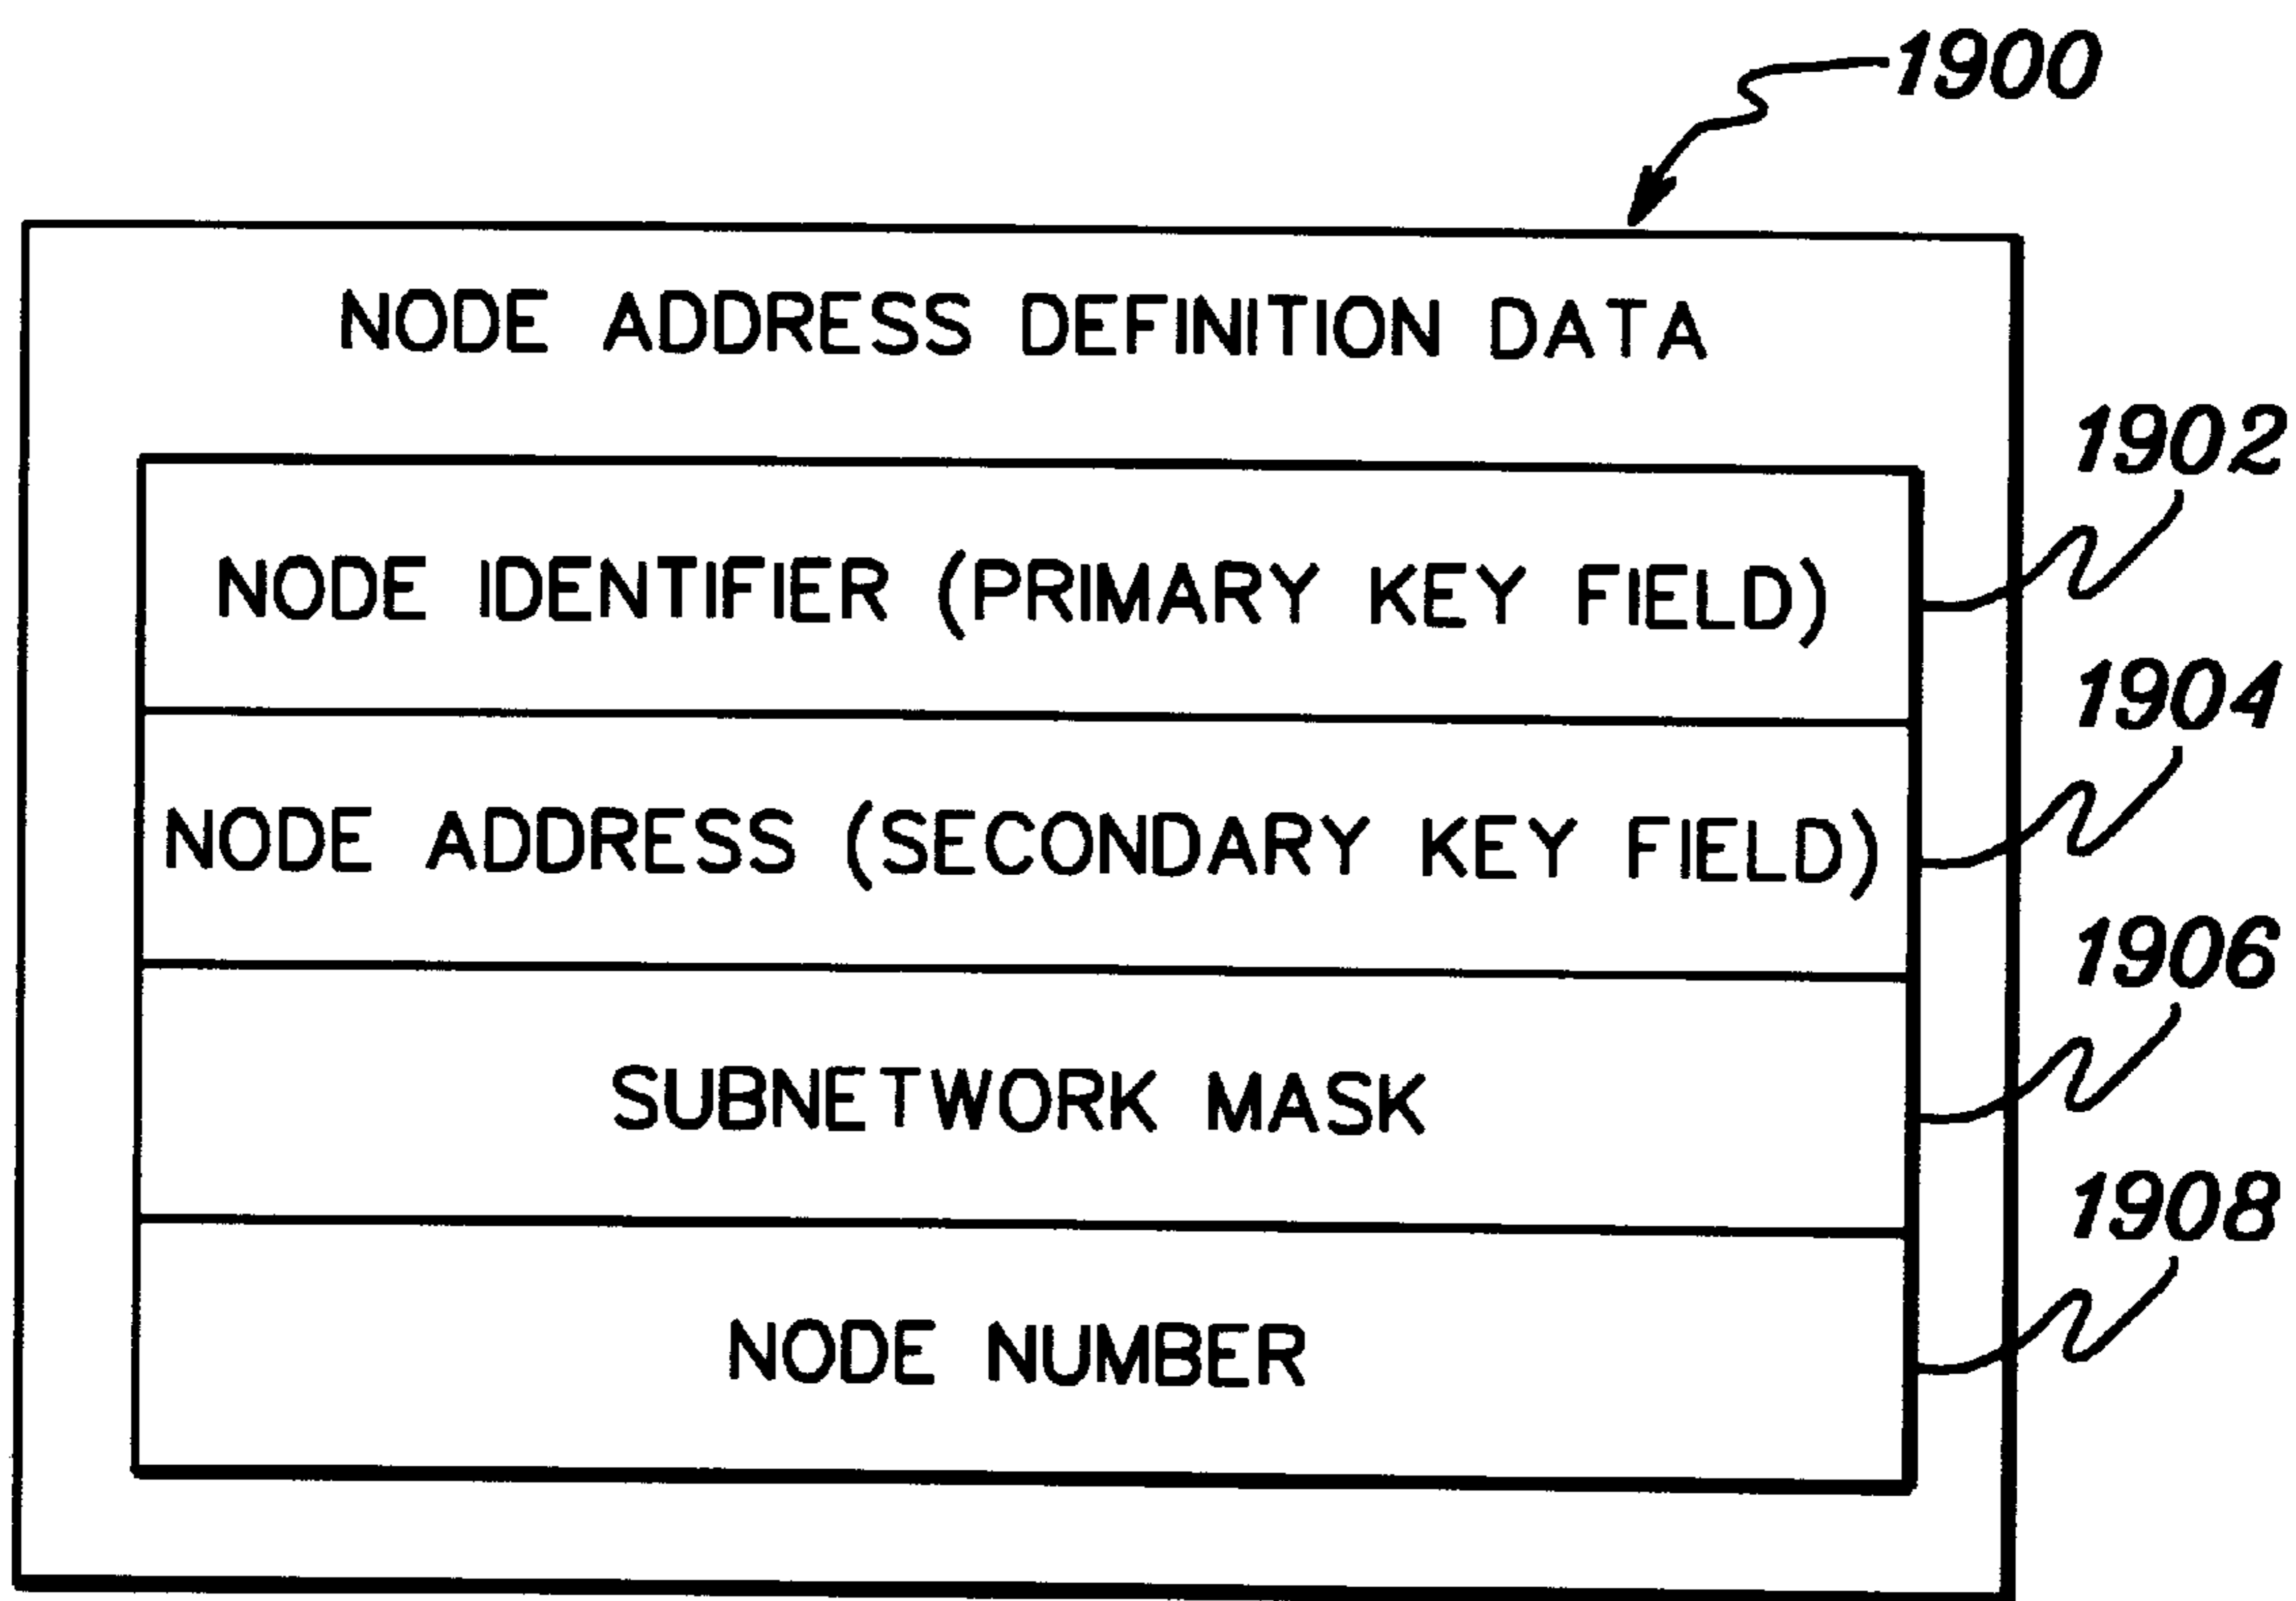 1900
NODE ADDRESS DEFINITION DATA
1902
NODE IDENTIFIER (PRIMARY KEY FIELD)
1904
NODE ADDRESS (SECONDARY KEY FIELD)
1906
SUBNETWORK MASK
1908
NODE NUMBER